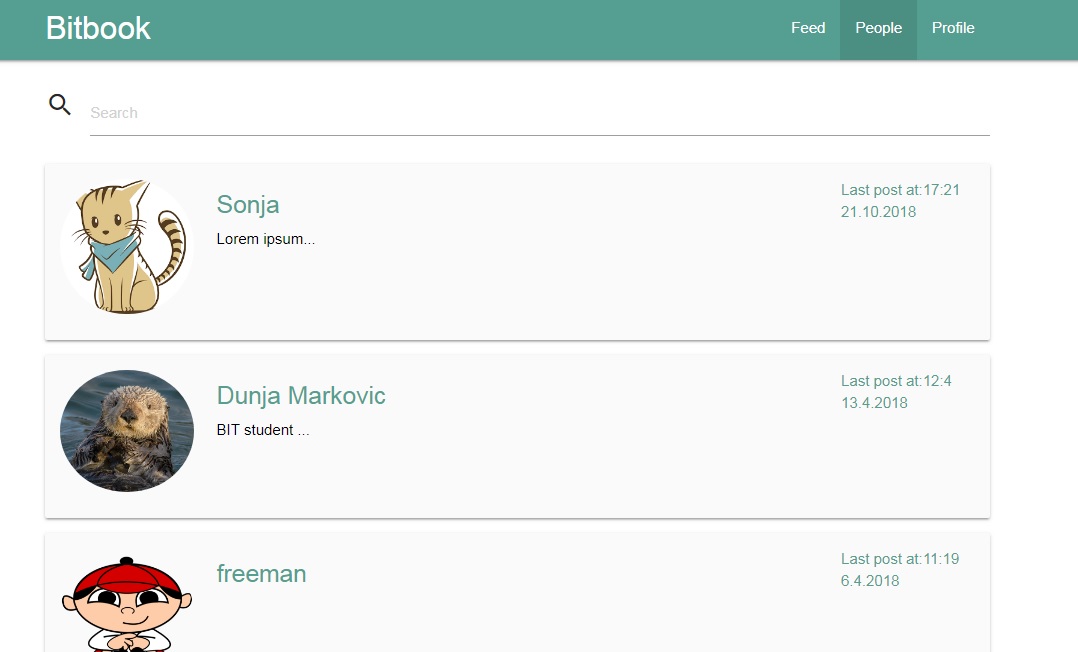 Bitbook
Feed People Profile
Search
Sonja
Lorem ipsum...
Last post at:17:21
21.10.2018
Dunja Markovic
BIT student ...
Last post at:12:4
13.4.2018
freeman
Last post at:11:19
6.4.2018